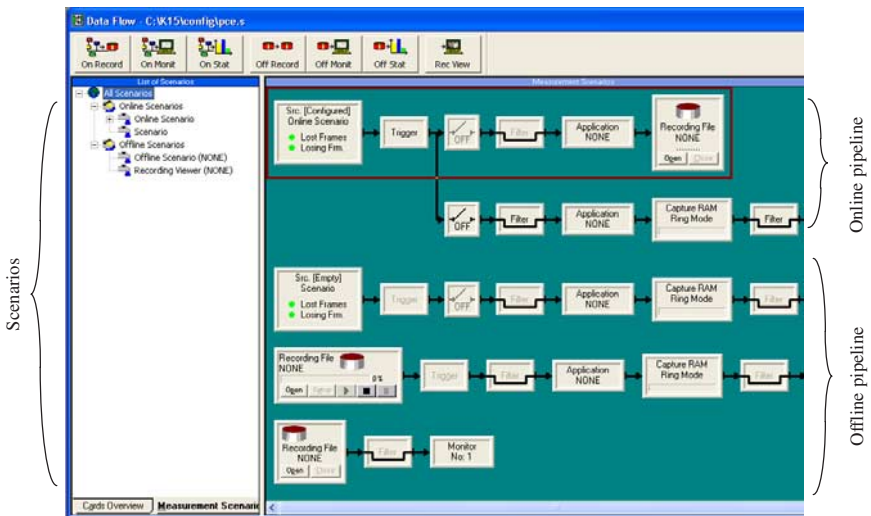 Data Flow - C:\K15\config\pce.s
On Record On Monit On Stat Off Record Off Monit Off Stat Rec View
List of Scenarios
Measurement Scenarios
All Scenarios
Online Scenarios
Online Scenario
Scenario
Offline Scenarios
Offline Scenario (NONE)
Recording Viewer (NONE)
Src. [Configured]
Online Scenario
Lost Frames
Losing Frm.
Trigger
OFF
Filter
Application
NONE
Recording File
NONE
Open Close
OFF
Filter
Application
NONE
Capture RAM
Ring Mode
Filter
Src. [Empty]
Scenario
Lost Frames
Losing Frm.
Trigger
OFF
Filter
Application
NONE
Capture RAM
Ring Mode
Filter
Recording File
NONE
0%
Open
Trigger
Filter
Application
NONE
Capture RAM
Ring Mode
Filter
Recording File
NONE
Open Close
Filter
Monitor
No: 1
Cards Overview Measurement Scenario
Scenarios
Online pipeline
Offline pipeline